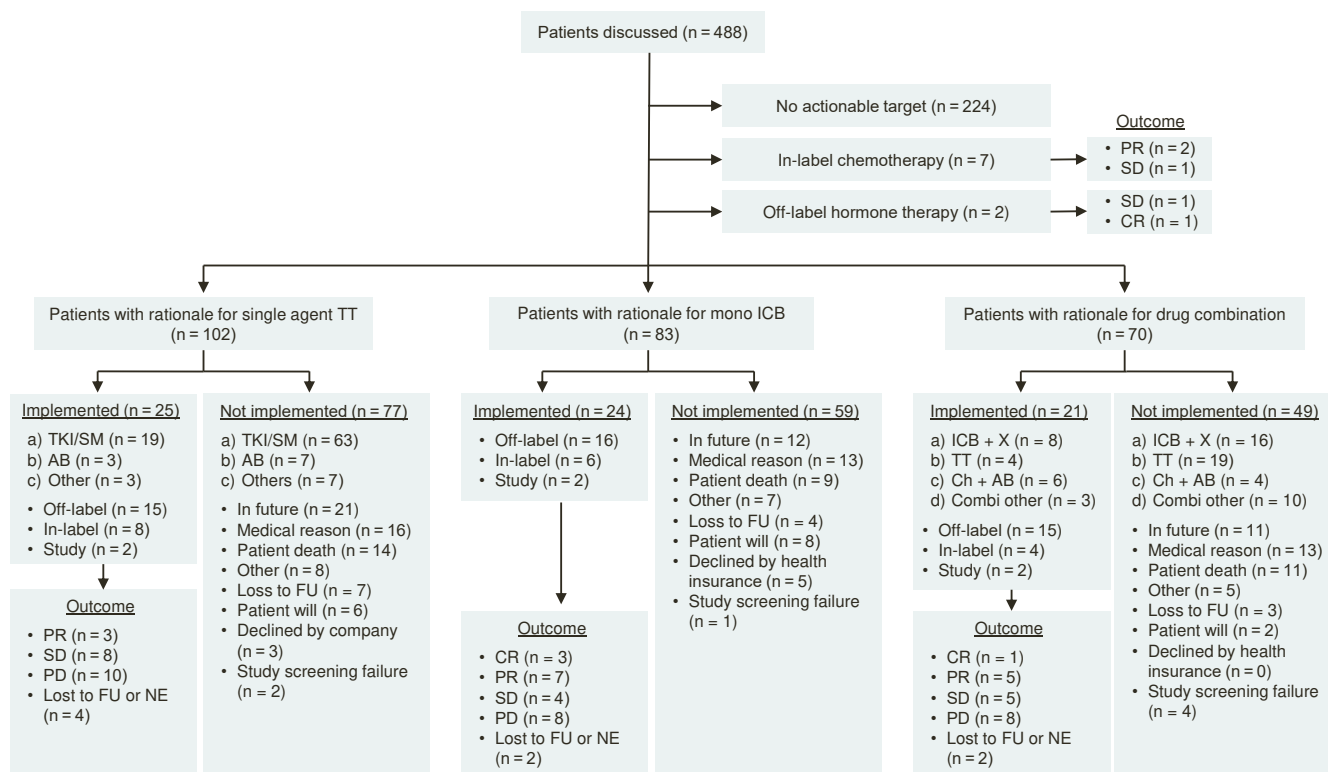 Patients discussed (n = 488)
No actionable target (n = 224)
In-label chemotherapy (n = 7)
Off-label hormone therapy (n = 2)
Outcome
• PR (n = 2)
• SD (n = 1)
• SD (n = 1)
• CR (n = 1)
Patients with rationale for single agent TT
(n = 102)
Patients with rationale for mono ICB
(n = 83)
Patients with rationale for drug combination
(n = 70)
Implemented (n = 25)
a) TKI/SM (n = 19)
b) AB (n = 3)
c) Other (n = 3)
• Off-label (n = 15)
• In-label (n = 8)
• Study (n = 2)
Outcome
• PR (n = 3)
• SD (n = 8)
• PD (n = 10)
• Lost to FU or NE
(n = 4)
Not implemented (n = 77)
a) TKI/SM (n = 63)
b) AB (n = 7)
c) Others (n = 7)
• In future (n = 21)
• Medical reason (n = 16)
• Patient death (n = 14)
• Other (n = 8)
• Loss to FU (n = 7)
• Patient will (n = 6)
• Declined by company
(n = 3)
• Study screening failure
(n = 2)
Implemented (n = 24)
• Off-label (n = 16)
• In-label (n = 6)
• Study (n = 2)
Outcome
• CR (n = 3)
• PR (n = 7)
• SD (n = 4)
• PD (n = 8)
• Lost to FU or NE
(n = 2)
Not implemented (n = 59)
• In future (n = 12)
• Medical reason (n = 13)
• Patient death (n = 9)
• Other (n = 7)
• Loss to FU (n = 4)
• Patient will (n = 8)
• Declined by health
insurance (n = 5)
• Study screening failure
(n = 1)
Implemented (n = 21)
a) ICB + X (n = 8)
b) TT (n = 4)
c) Ch + AB (n = 6)
d) Combi other (n = 3)
• Off-label (n = 15)
• In-label (n = 4)
• Study (n = 2)
Outcome
• CR (n = 1)
• PR (n = 5)
• SD (n = 5)
• PD (n = 8)
• Lost to FU or NE
(n = 2)
Not implemented (n = 49)
a) ICB + X (n = 16)
b) TT (n = 19)
c) Ch + AB (n = 4)
d) Combi other (n = 10)
• In future (n = 11)
• Medical reason (n = 13)
• Patient death (n = 11)
• Other (n = 5)
• Loss to FU (n = 3)
• Patient will (n = 2)
• Declined by health
insurance (n = 0)
• Study screening failure
(n = 4)